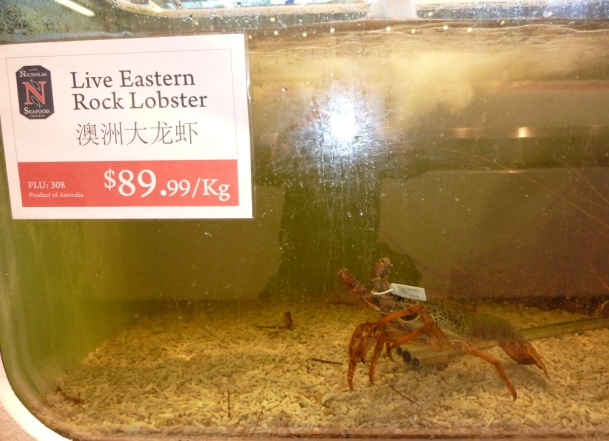 NICHOLAS
N
SEAFOOD
Live Eastern
Rock Lobster
澳洲大龙虾
$89.99/Kg
PLU: 308
Product of Australia